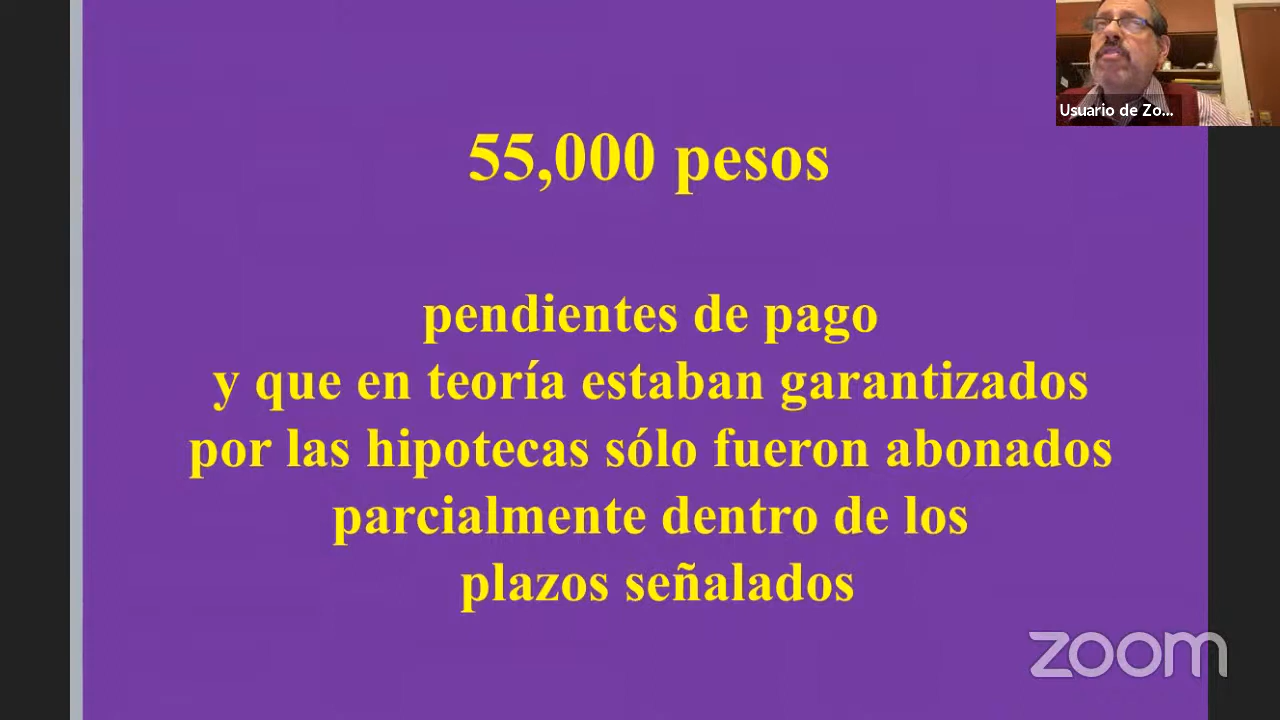 55,000 pesos
pendientes de pago
y que en teoría estaban garantizados
por las hipotecas sólo fueron abonados
parcialmente dentro de los
plazos señalados
Usuario de Zo...
zoom